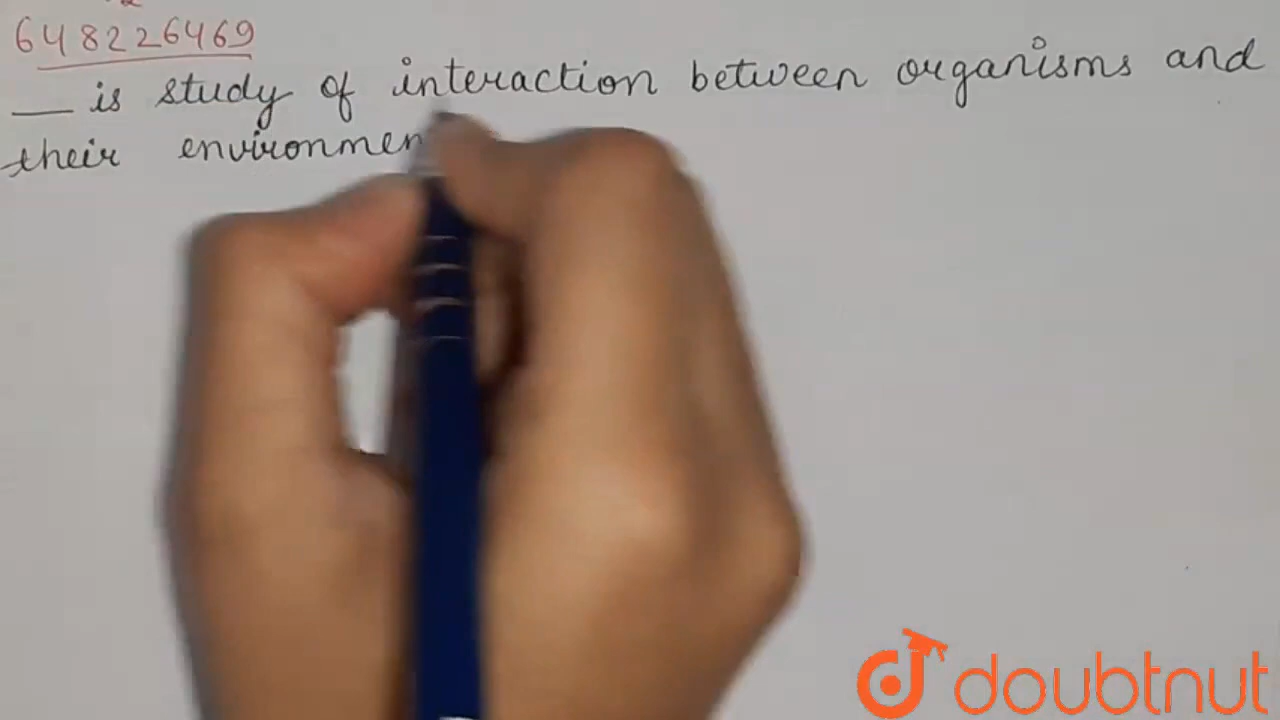 648226469
__ is study of interaction between organisms and
their environmen
doubtnut